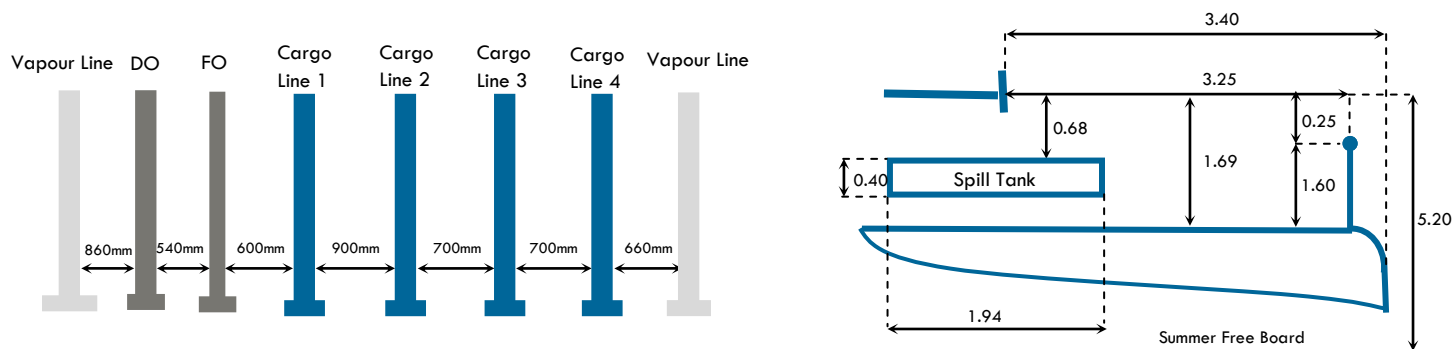 Vapour Line
DO
FO
Cargo
Line 1
Cargo
Line 2
Cargo
Line 3
Cargo
Line 4
Vapour Line
860mm
540mm
600mm
900mm
700mm
700mm
660mm
3.40
3.25
0.25
0.68
1.69
1.60
0.40
Spill Tank
5.20
1.94
Summer Free Board